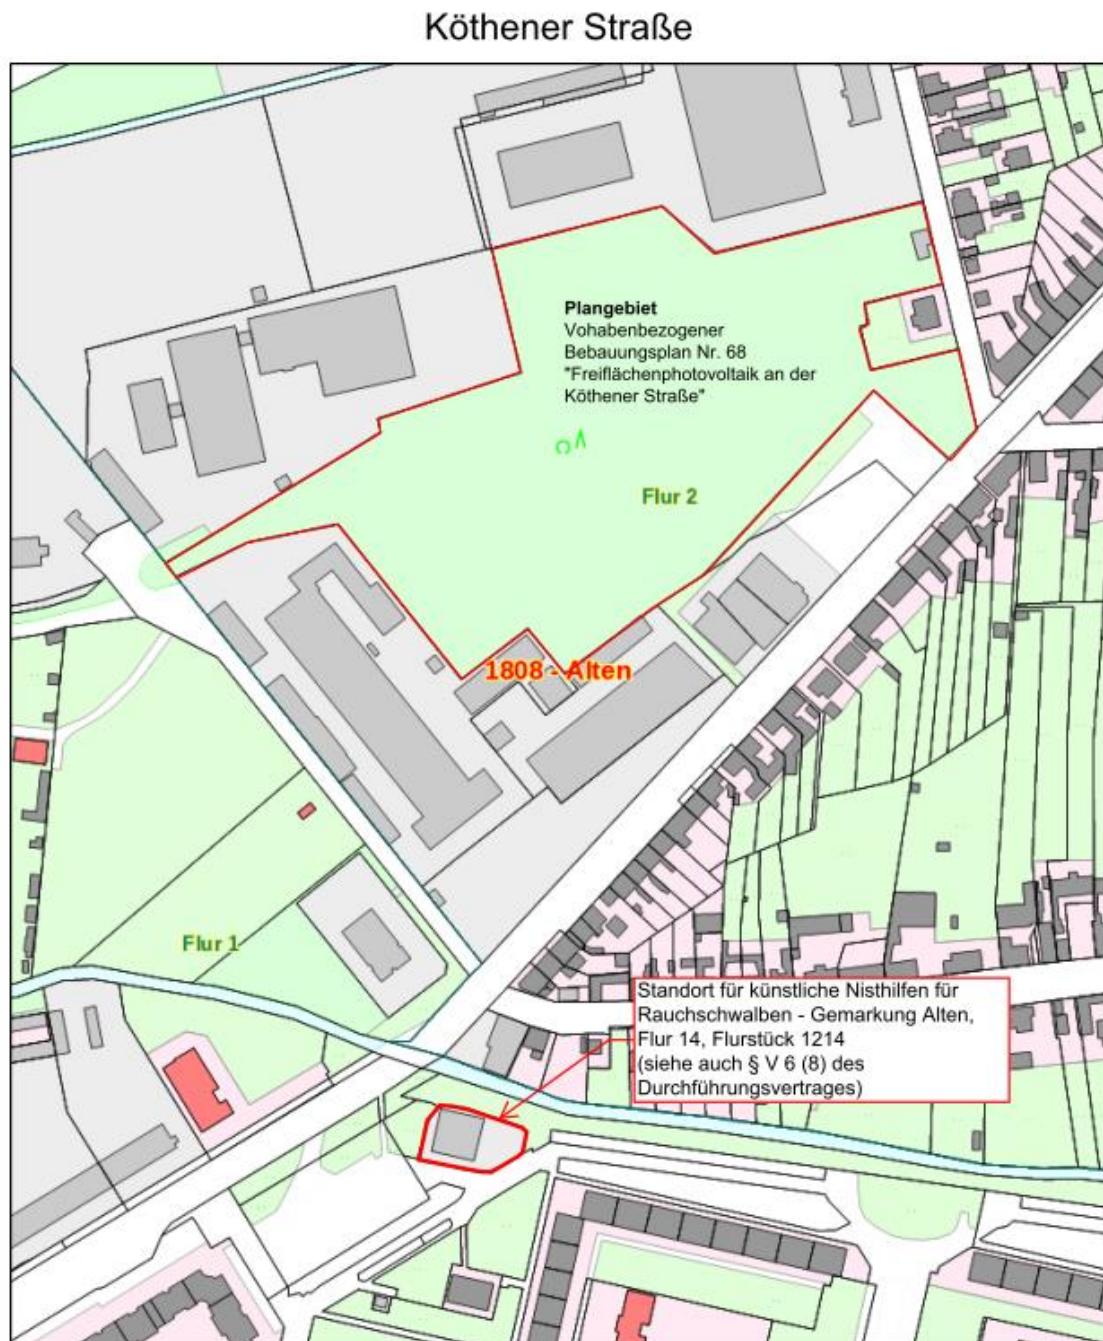 Köthener Straße
Plangebiet
Vohabenbezogener
Bebauungsplan Nr. 68
"Freiflächenphotovoltaik an der
Köthener Straße"
Flur 2
1808 - Alten
Flur 1
Standort für künstliche Nisthilfen für
Rauchschwalben - Gemarkung Alten,
Flur 14, Flurstück 1214
(siehe auch § V 6 (8) des
Durchführungsvertrages)